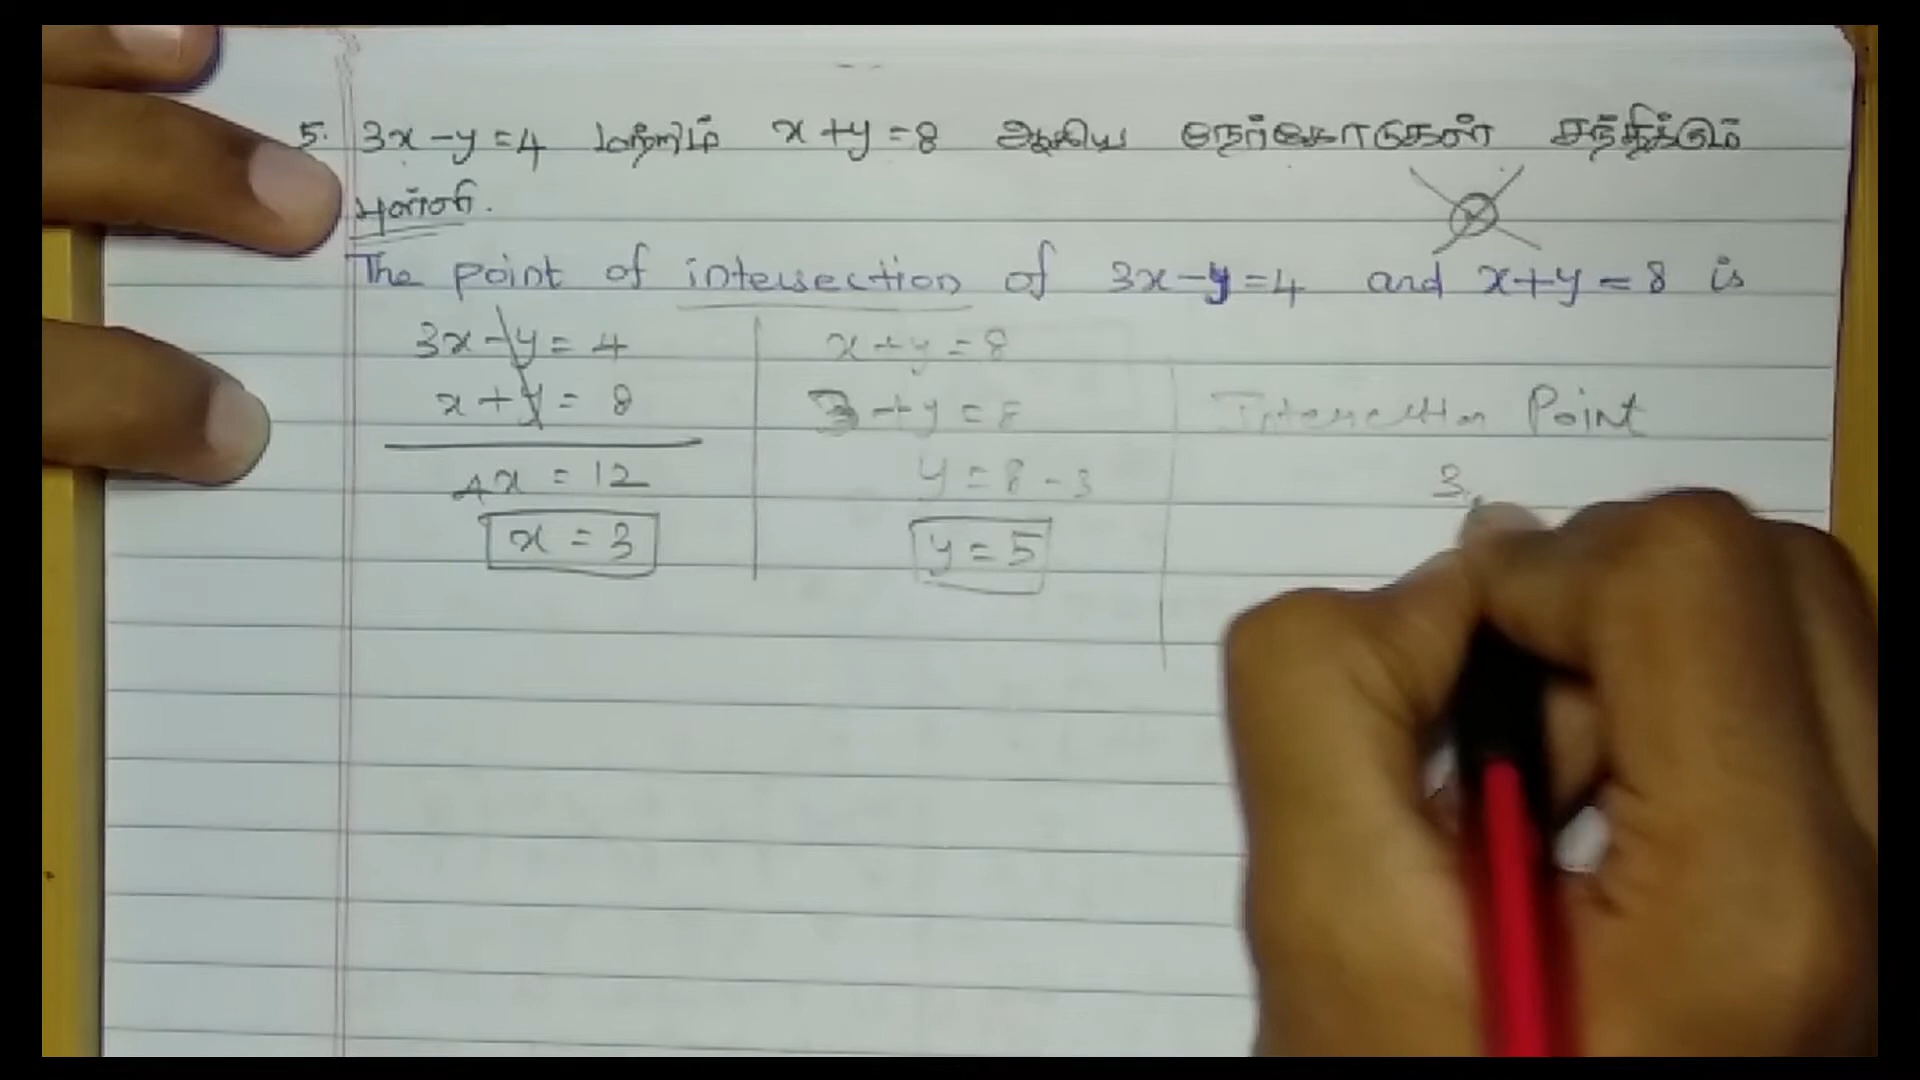 5. 3x - y = 4 மற்றும் x + y = 8 ஆகிய நேர்கோடுகள் சந்திக்கும்
புள்ளி.
The point of intersection of 3x - y = 4 and x + y = 8 is
3x - y = 4
x + y = 8
4x = 12
x = 3
x + y = 8
3 + y = 8
y = 8 - 3
y = 5
Intersection Point
3,